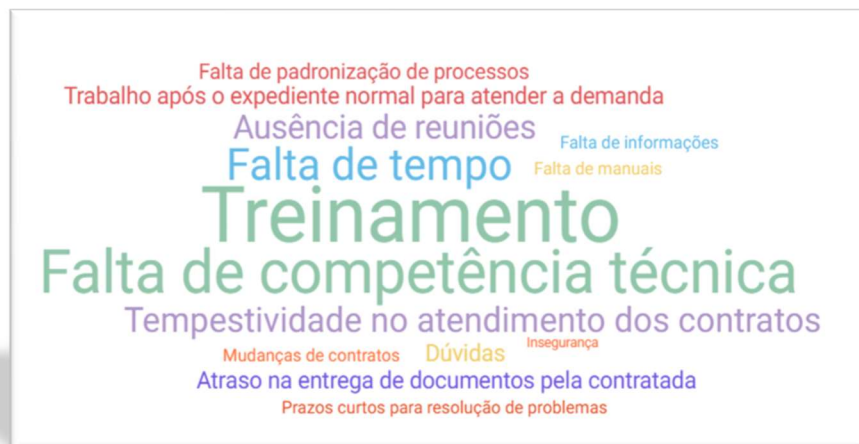 Falta de padronização de processos
Trabalho após o expediente normal para atender a demanda
Ausência de reuniões
Falta de informações
Falta de tempo
Falta de manuais
Treinamento
Falta de competência técnica
Tempestividade no atendimento dos contratos
Insegurança
Mudanças de contratos
Dúvidas
Atraso na entrega de documentos pela contratada
Prazos curtos para resolução de problemas